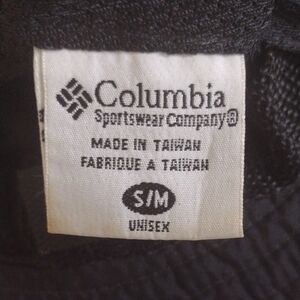 Columbia
Sportswear Company®
MADE IN TAIWAN
FABRIQUE A TAIWAN
S/M
UNISEX